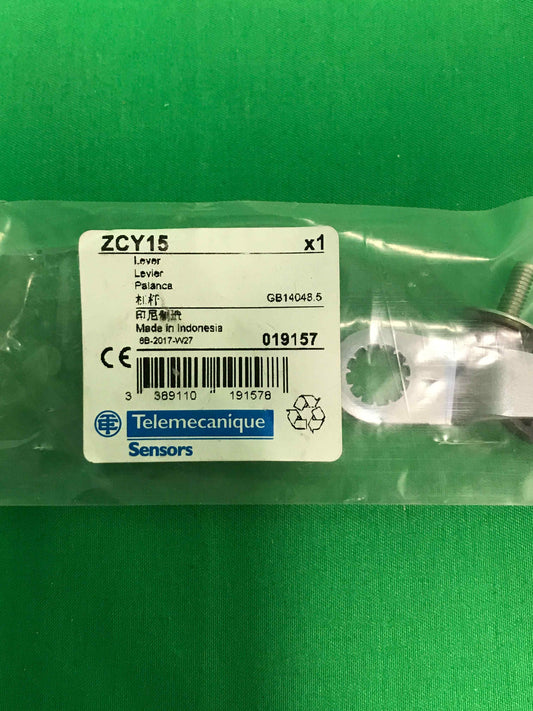 ZCY15 x1
Lever
Levier
Palanca
杠杆 GB14048.5
印尼制造
Made in Indonesia
6B-2017-W27 019157
CE
3 389110 191578
Telemecanique
Sensors